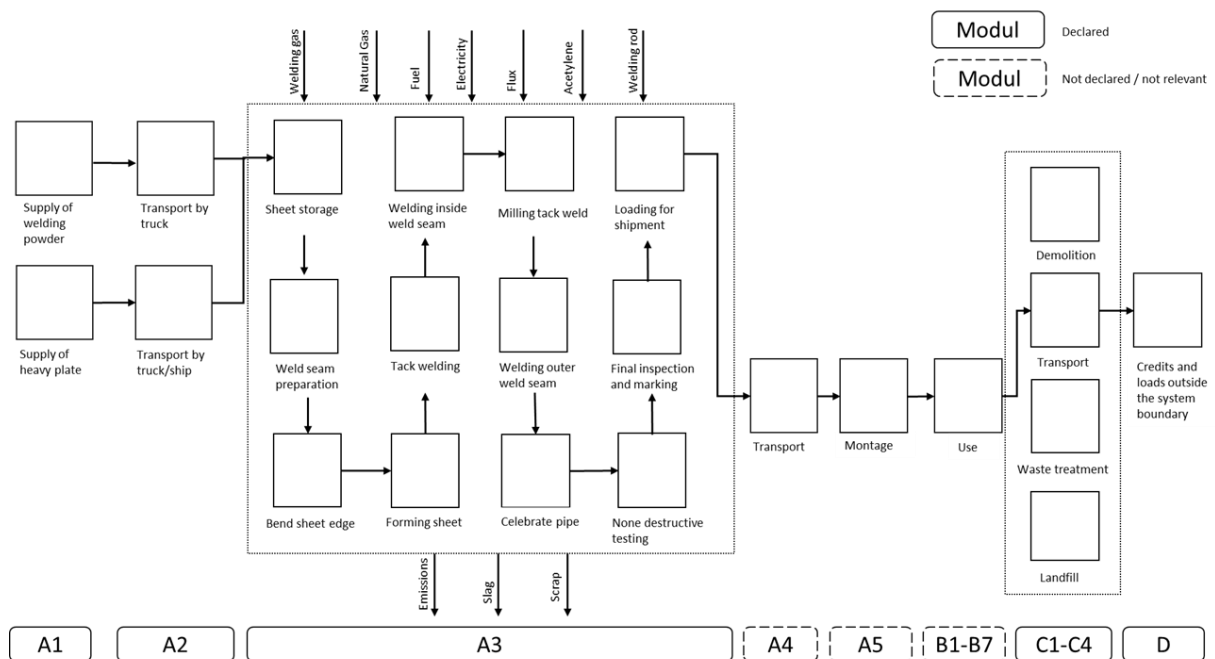 Modul
Declared
Modul
Not declared / not relevant
Welding gas
Natural Gas
Fuel
Electricity
Flux
Acetylene
Welding rod
Supply of
welding
powder
Transport by
truck
Sheet storage
Welding inside
weld seam
Milling tack weld
Loading for
shipment
Demolition
Supply of
heavy plate
Transport by
truck/ship
Weld seam
preparation
Tack welding
Welding outer
weld seam
Final inspection
and marking
Transport
Credits and
loads outside
the system
boundary
Transport
Montage
Use
Waste treatment
Bend sheet edge
Forming sheet
Celebrate pipe
None destructive
testing
Landfill
Emissions
Slag
Scrap
A1
A2
A3
A4
A5
B1-B7
C1-C4
D